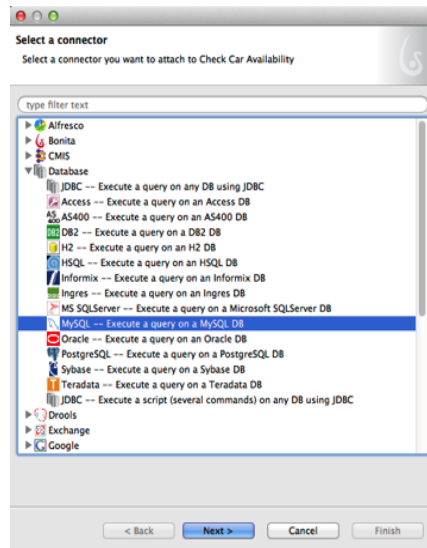 Select a connector
Select a connector you want to attach to Check Car Availability
type filter text
Alfresco
Bonita
CMIS
Database
JDBC -- Execute a query on any DB using JDBC
Access -- Execute a query on an Access DB
AS400 -- Execute a query on an AS400 DB
DB2 -- Execute a query on a DB2 DB
H2 -- Execute a query on an H2 DB
HSQL -- Execute a query on an HSQL DB
Informix -- Execute a query on an Informix DB
Ingres -- Execute a query on an Ingres DB
MS SQLServer -- Execute a query on a Microsoft SQLServer DB
MySQL -- Execute a query on a MySQL DB
Oracle -- Execute a query on an Oracle DB
PostgreSQL -- Execute a query on a PostgreSQL DB
Sybase -- Execute a query on a Sybase DB
Teradata -- Execute a query on a Teradata DB
JDBC -- Execute a script (several commands) on any DB using JDBC
Drools
Exchange
Google
< Back Next > Cancel Finish